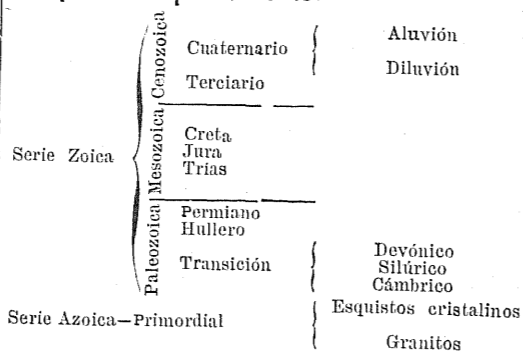 Cenozoica
Cuaternario
Aluvión
Diluvión
Terciario
Serie Zoica
Mesozoica
Creta
Jura
Trías
Paleozoica
Permiano
Hullero
Transición
Devónico
Silúrico
Cámbrico
Serie Azoica—Primordial
Esquistos cristalinos
Granitos